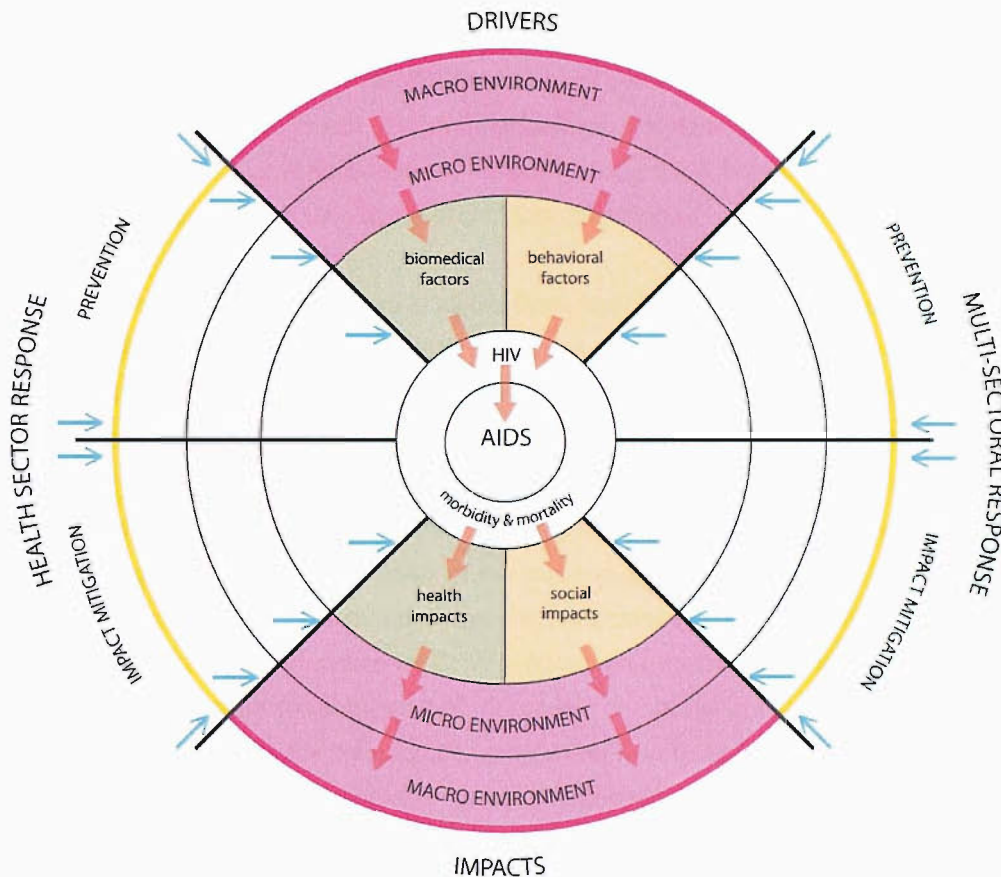 DRIVERS
MACRO ENVIRONMENT
MICRO ENVIRONMENT
biomedical
factors
behavioral
factors
PREVENTION
PREVENTION
HEALTH SECTOR RESPONSE
MULTI-SECTORAL RESPONSE
HIV
AIDS
morbidity & mortality
IMPACT MITIGATION
IMPACT MITIGATION
health
impacts
social
impacts
MICRO ENVIRONMENT
MACRO ENVIRONMENT
IMPACTS